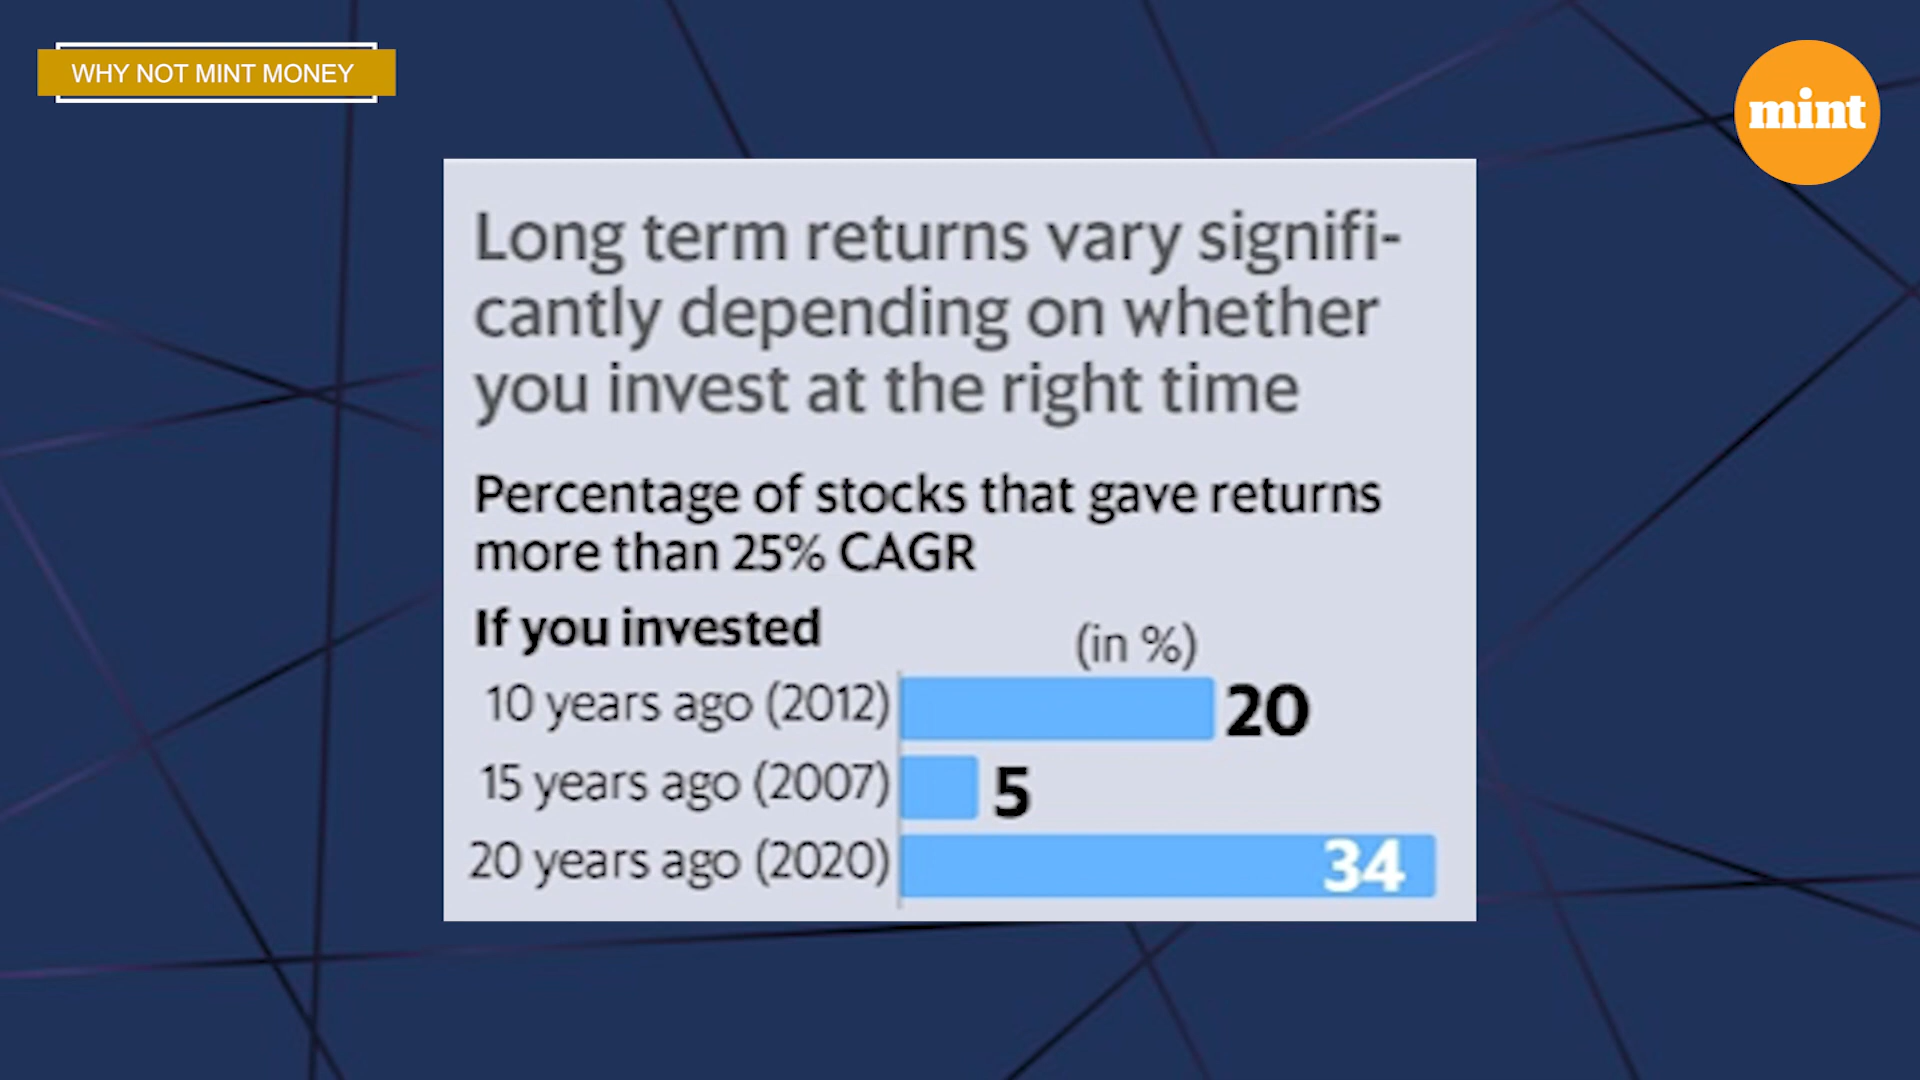 WHY NOT MINT MONEY
mint
Long term returns vary signifi-
cantly depending on whether
you invest at the right time
Percentage of stocks that gave returns
more than 25% CAGR
If you invested
(in %)
10 years ago (2012) 20
15 years ago (2007) 5
20 years ago (2020) 34